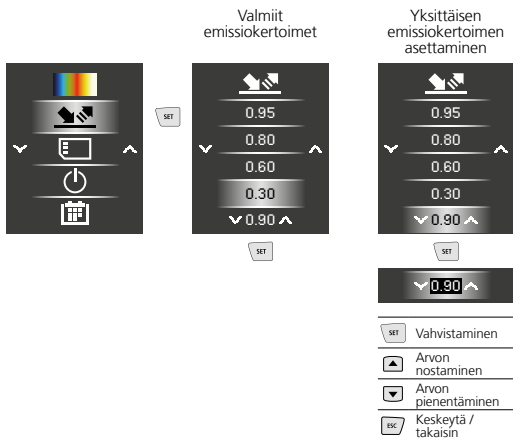 Valmiit
emissiokertoimet
Yksittäisen
emissiokertoimen
asettaminen
SET
0.95
0.80
0.60
0.30
0.90
SET
0.95
0.80
0.60
0.30
0.90
SET
0.90
SET Vahvistaminen
Arvon
nostaminen
Arvon
pienentäminen
ESC Keskeytä /
takaisin